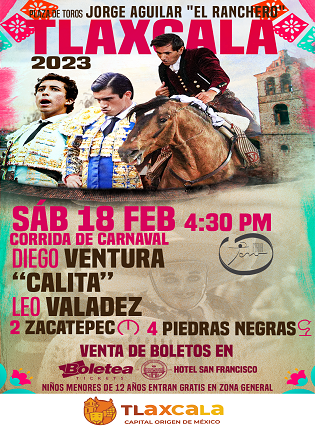 PLAZA DE TOROS JORGE AGUILAR "EL RANCHERO"
TLAXCALA
2023
SÁB 18 FEB 4:30 PM
CORRIDA DE CARNAVAL
DIEGO VENTURA
“CALITA”
LEO VALADEZ
2 ZACATEPEC 4 PIEDRAS NEGRAS
VENTA DE BOLETOS EN
Boletea TICKETS HOTEL SAN FRANCISCO
NIÑOS MENORES DE 12 AÑOS ENTRAN GRATIS EN ZONA GENERAL
TLAXCALA
CAPITAL ORIGEN DE MÉXICO